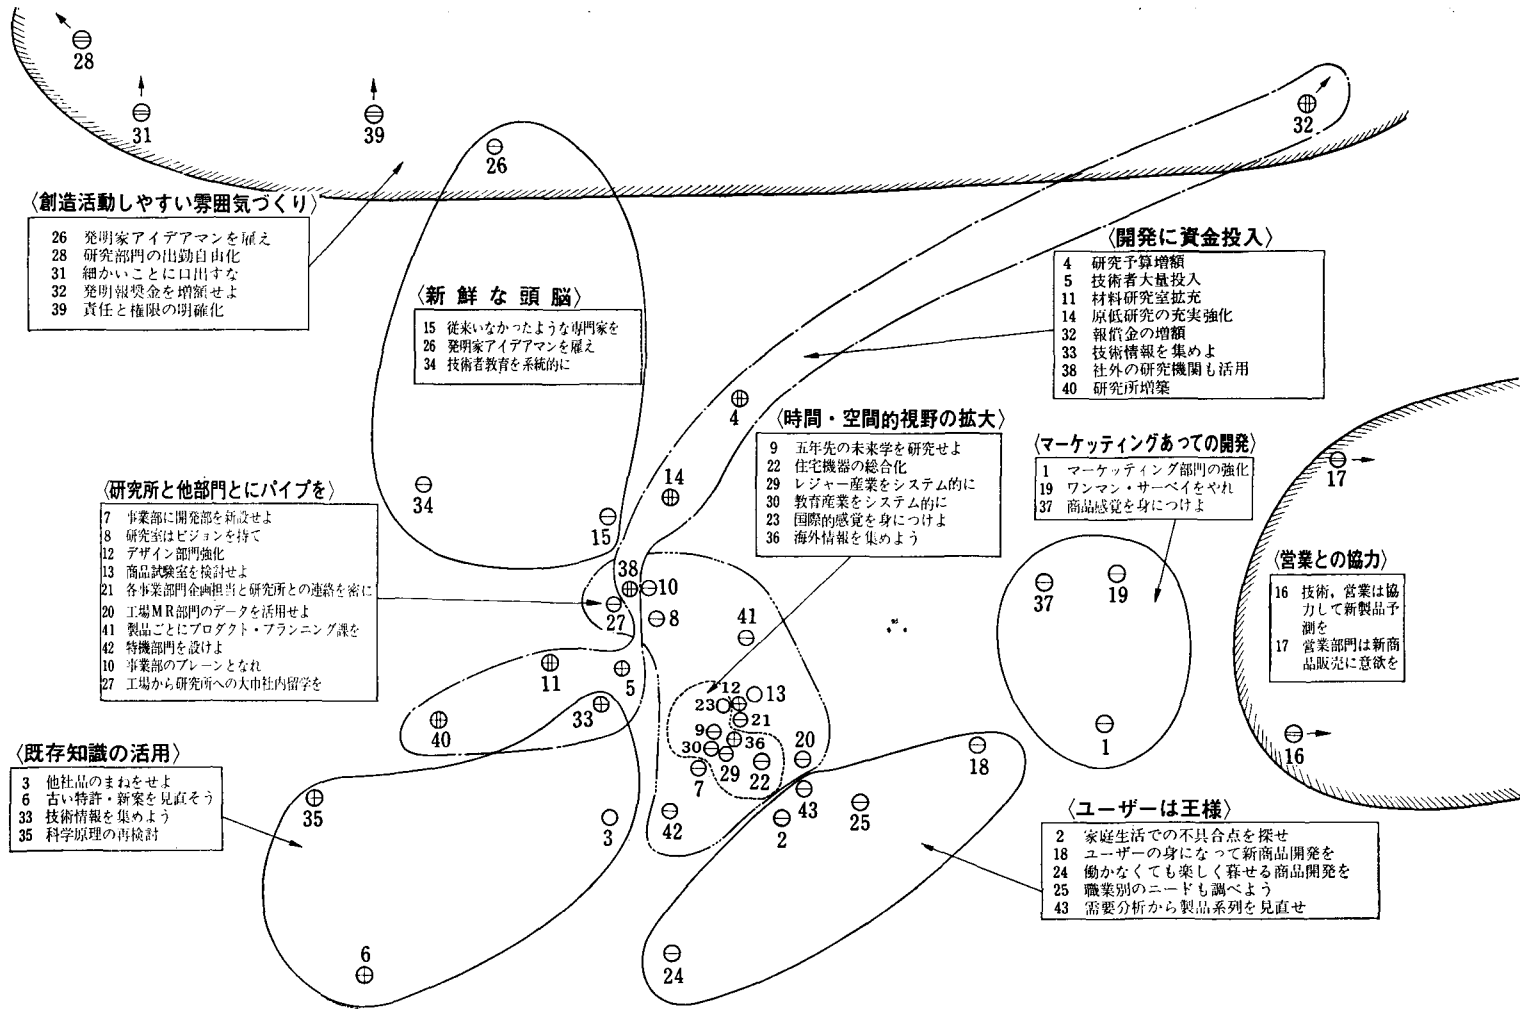 28
31
39
26
32
〈創造活動しやすい雰囲気づくり〉
26 発明家アイデアマンを雇え
28 研究部門の出勤自由化
31 細かいことに口出すな
32 発明報奨金を増額せよ
39 責任と権限の明確化
〈新鮮な頭脳〉
15 従来いなかったような専門家を
26 発明家アイデアマンを雇え
34 技術者教育を系統的に
〈開発に資金投入〉
4 研究予算増額
5 技術者大量投入
11 材料研究室拡充
14 原低研究の充実強化
32 報償金の増額
33 技術情報を集めよ
38 社外の研究機関も活用
40 研究所増築
4
14
34
15
〈時間・空間的視野の拡大〉
9 五年先の未来学を研究せよ
22 住宅機器の総合化
29 レジャー産業をシステム的に
30 教育産業をシステム的に
23 国際的感覚を身につけよ
36 海外情報を集めよう
〈マーケッティングあっての開発〉
1 マーケッティング部門の強化
19 ワンマン・サーベイをやれ
37 商品感覚を身につけよ
17
〈研究所と他部門とにパイプを〉
7 事業部に開発部を新設せよ
8 研究室はビジョンを持て
12 デザイン部門強化
13 商品試験室を検討せよ
21 各事業部門企画担当と研究所との連絡を密に
20 工場MR部門のデータを活用せよ
41 製品ごとにプロダクト・プランニング課を
42 特機部門を設けよ
10 事業部のブレーンとなれ
27 工場から研究所への大巾社内留学を
〈営業との協力〉
16 技術，営業は協
力して新製品予
測を
17 営業部門は新商
品販売に意欲を
38
10
27
8
41
37
19
11
5
12
13
23
33
40
21
9
36
30
29
22
7
20
18
1
16
43
25
2
42
3
〈既存知識の活用〉
3 他社品のまねをせよ
6 古い特許・新案を見直そう
33 技術情報を集めよう
35 科学原理の再検討
35
6
24
〈ユーザーは王様〉
2 家庭生活での不具合点を探せ
18 ユーザーの身になって新商品開発を
24 働かなくても楽しく暮せる商品開発を
25 職業別のニードも調べよう
43 需要分析から製品系列を見直せ